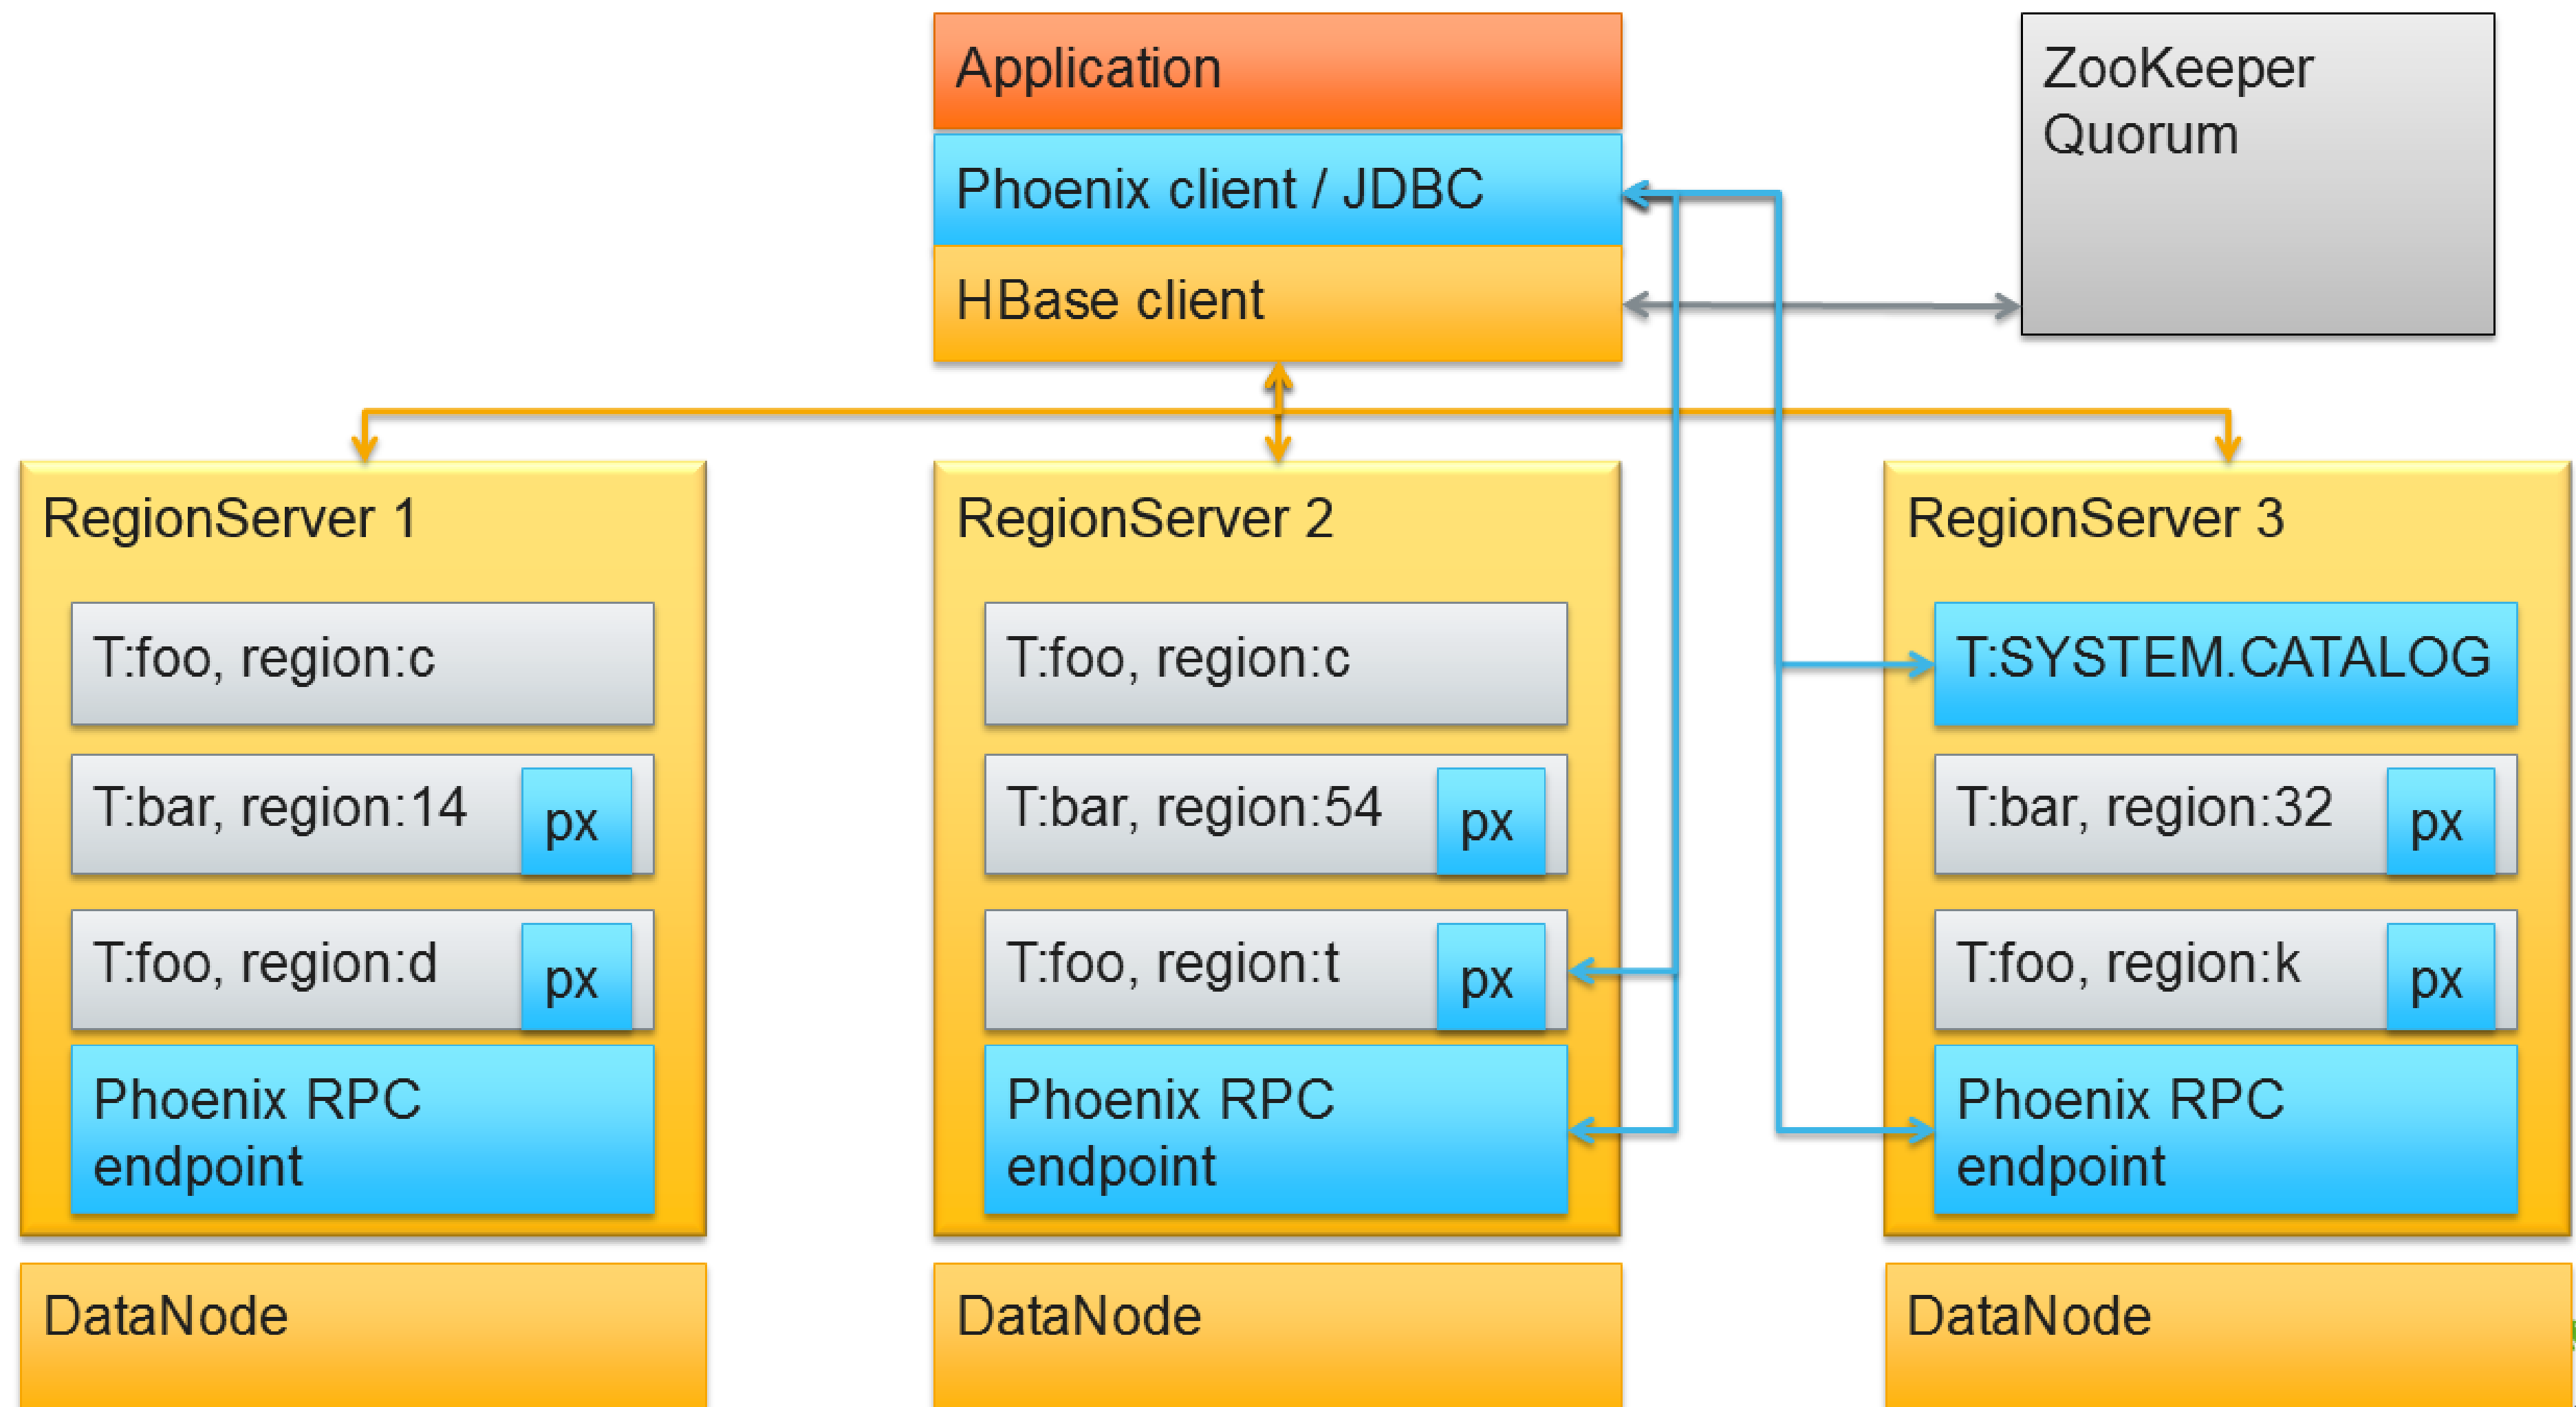 Application
Phoenix client / JDBC
HBase client
ZooKeeper
Quorum
RegionServer 1
T:foo, region:c
T:bar, region:14
px
T:foo, region:d
px
Phoenix RPC
endpoint
DataNode
RegionServer 2
T:foo, region:c
T:bar, region:54
px
T:foo, region:t
px
Phoenix RPC
endpoint
DataNode
RegionServer 3
T:SYSTEM.CATALOG
T:bar, region:32
px
T:foo, region:k
px
Phoenix RPC
endpoint
DataNode